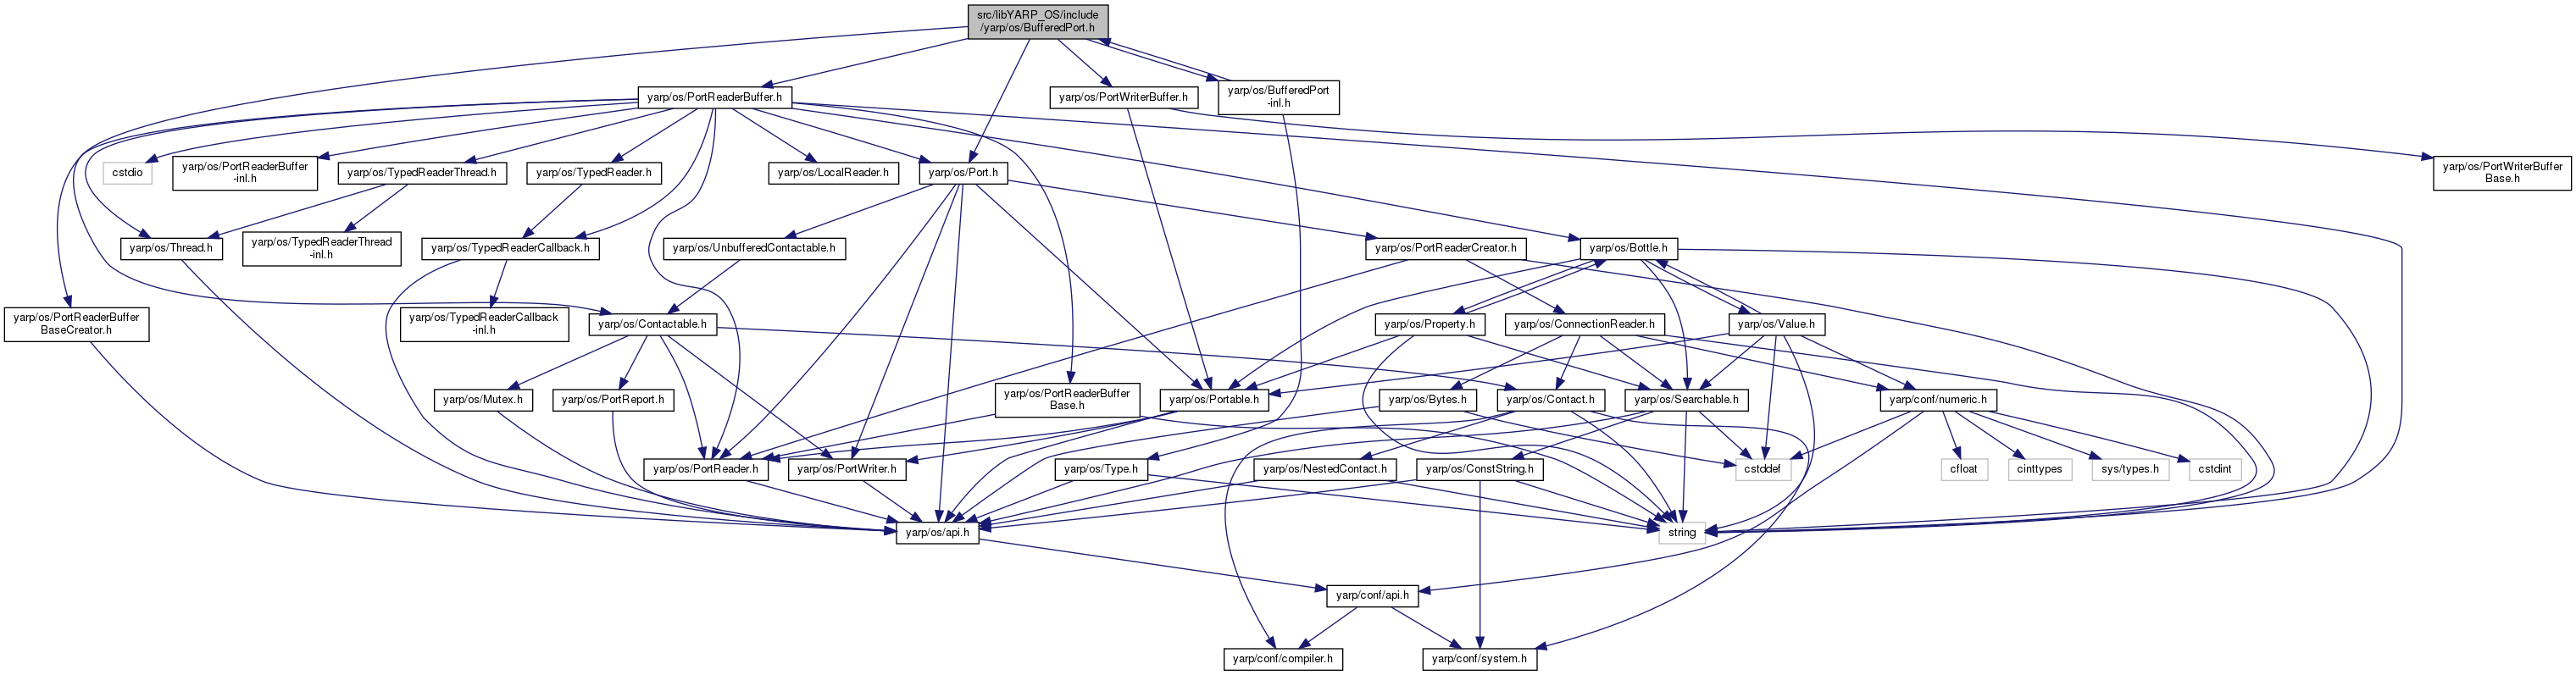 src/libYARP_OS/include
/yarp/os/BufferedPort.h
yarp/os/PortReaderBuffer.h
yarp/os/PortWriterBuffer.h
yarp/os/BufferedPort
-inl.h
cstdio
yarp/os/PortReaderBuffer
-inl.h
yarp/os/TypedReaderThread.h
yarp/os/TypedReader.h
yarp/os/LocalReader.h
yarp/os/Port.h
yarp/os/PortWriterBuffer
Base.h
yarp/os/Thread.h
yarp/os/TypedReaderThread
-inl.h
yarp/os/TypedReaderCallback.h
yarp/os/UnbufferedContactable.h
yarp/os/PortReaderCreator.h
yarp/os/Bottle.h
yarp/os/PortReaderBuffer
BaseCreator.h
yarp/os/TypedReaderCallback
-inl.h
yarp/os/Contactable.h
yarp/os/Property.h
yarp/os/ConnectionReader.h
yarp/os/Value.h
yarp/os/Mutex.h
yarp/os/PortReport.h
yarp/os/PortReaderBuffer
Base.h
yarp/os/Portable.h
yarp/os/Bytes.h
yarp/os/Contact.h
yarp/os/Searchable.h
yarp/conf/numeric.h
yarp/os/PortReader.h
yarp/os/PortWriter.h
yarp/os/Type.h
yarp/os/NestedContact.h
yarp/os/ConstString.h
cstddef
cfloat
cinttypes
sys/types.h
cstdint
yarp/os/api.h
string
yarp/conf/api.h
yarp/conf/compiler.h
yarp/conf/system.h